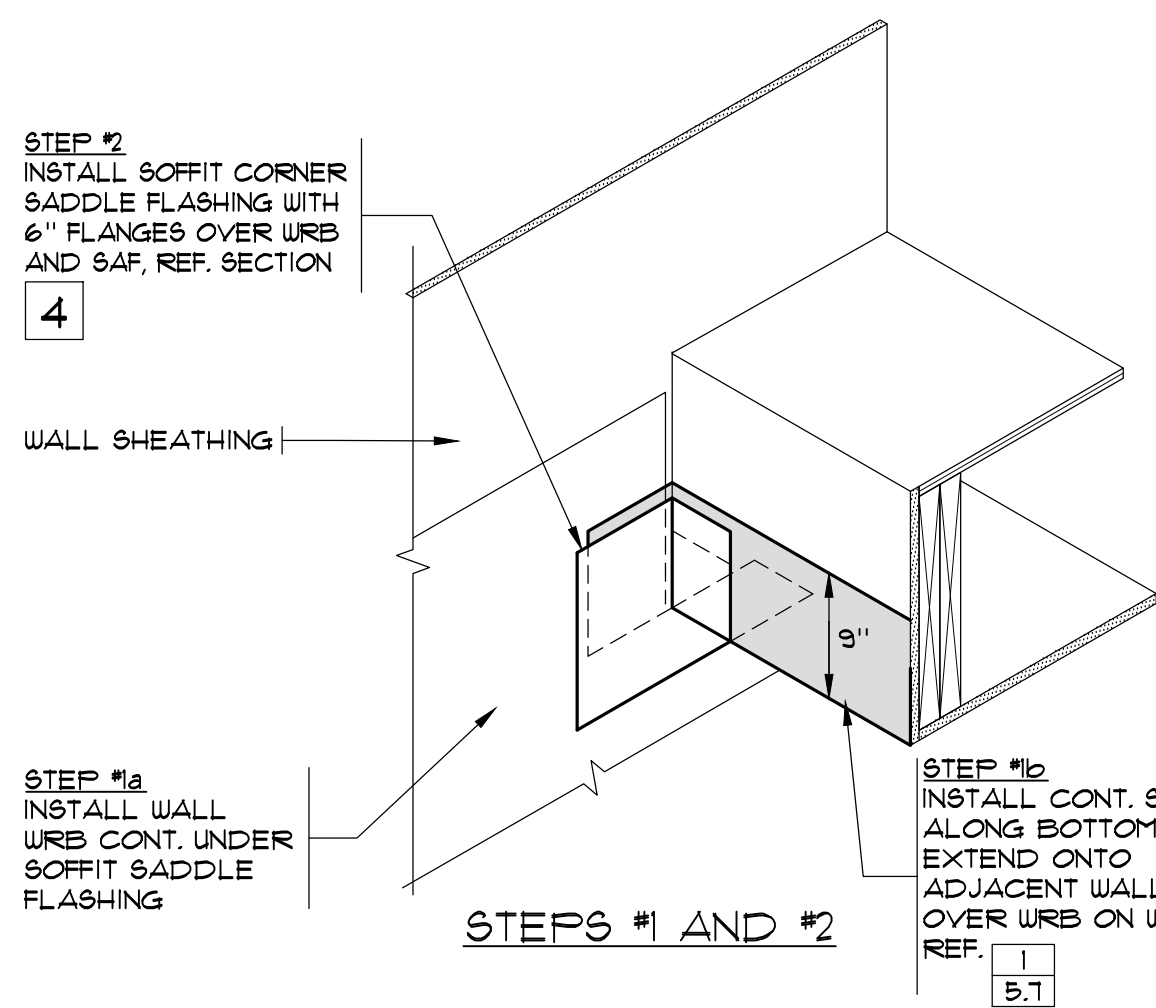 STEP #2
INSTALL SOFFIT CORNER
SADDLE FLASHING WITH
6" FLANGES OVER WRB
AND SAF, REF. SECTION
4
WALL SHEATHING
9"
STEP #1a
INSTALL WALL
WRB CONT. UNDER
SOFFIT SADDLE
FLASHING
STEP #1b
INSTALL CONT. S
ALONG BOTTOM
EXTEND ONTO
ADJACENT WALL
OVER WRB ON W
REF.
1
5.7
STEPS #1 AND #2